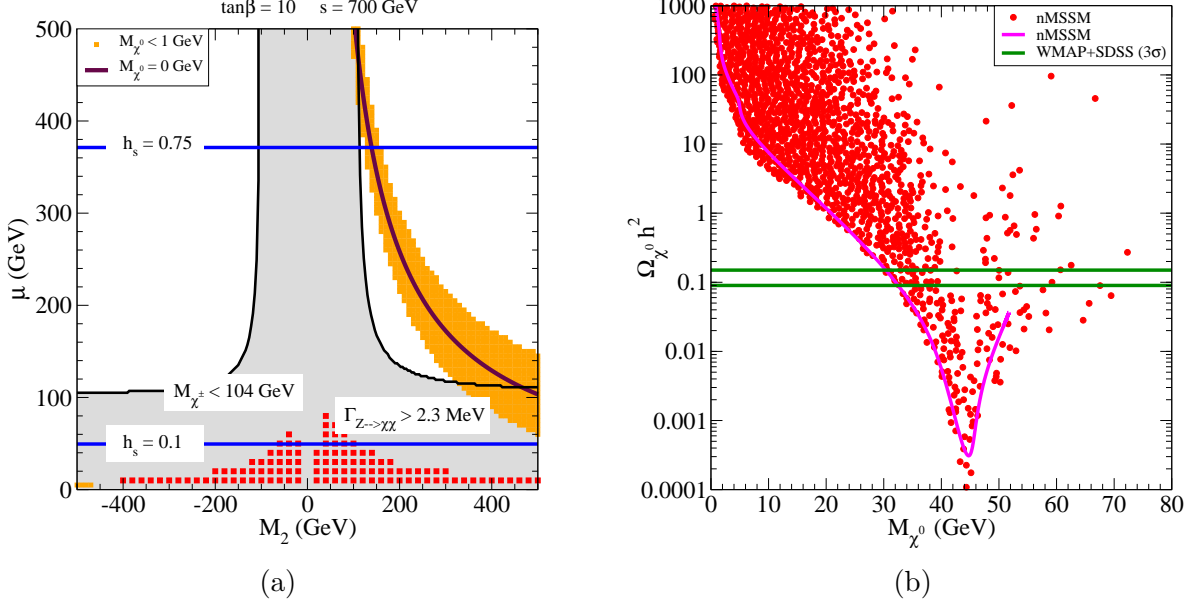 tanβ = 10 s = 700 GeV
500
400
300
200
100
0
μ (GeV)
M_χ⁰ < 1 GeV
M_χ⁰ = 0 GeV
h_s = 0.75
M_χ± < 104 GeV
Γ_Z-->χχ > 2.3 MeV
h_s = 0.1
-400 -200 0 200 400
M_2 (GeV)
(a)
1000
100
10
1
0.1
0.01
0.001
0.0001
Ω_χ⁰ h²
nMSSM
nMSSM
WMAP+SDSS (3σ)
0 10 20 30 40 50 60 70 80
M_χ⁰ (GeV)
(b)